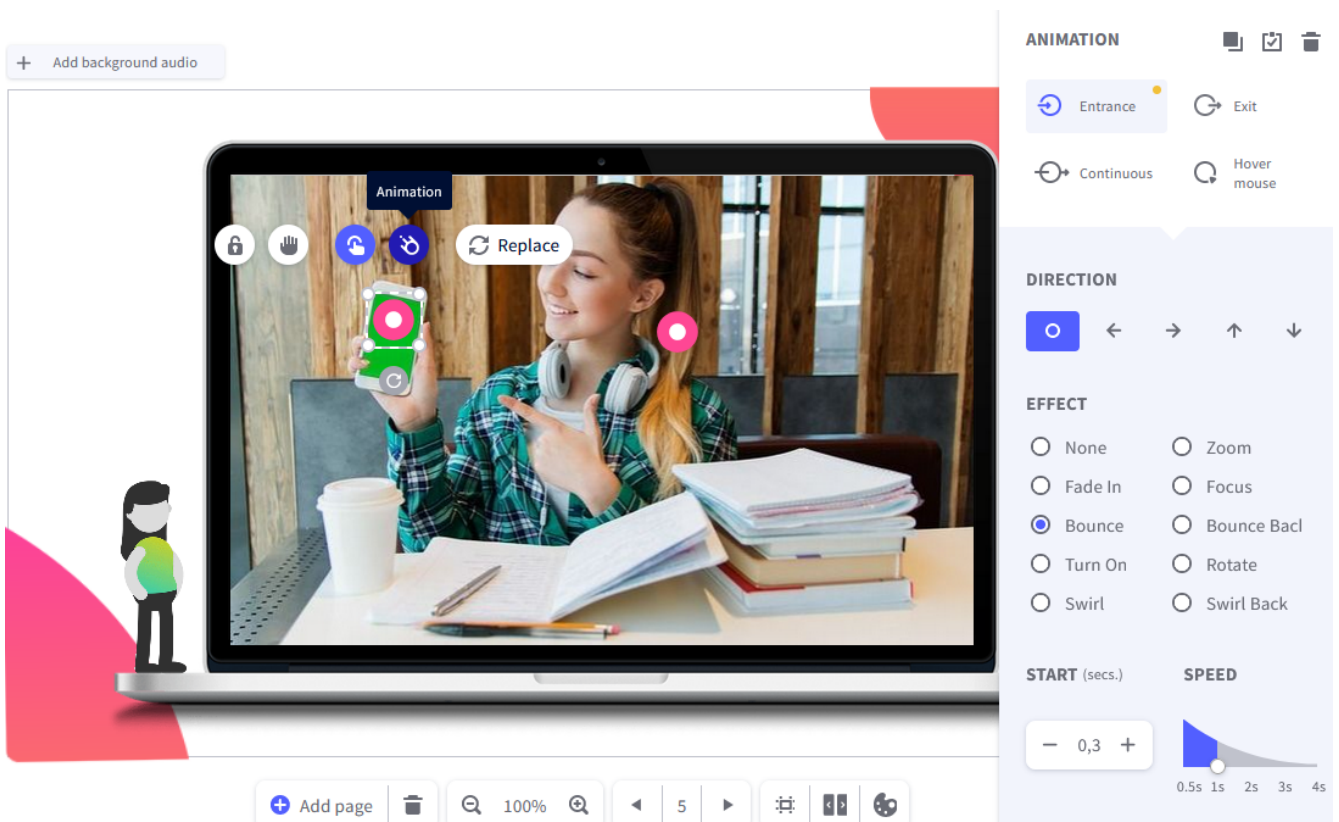 Add background audio
Animation
Replace
Add page
100%
5
ANIMATION
Entrance
Exit
Continuous
Hover
mouse
DIRECTION
EFFECT
None
Zoom
Fade In
Focus
Bounce
Bounce Bacl
Turn On
Rotate
Swirl
Swirl Back
START (secs.)
SPEED
0,3
0.5s 1s 2s 3s 4s